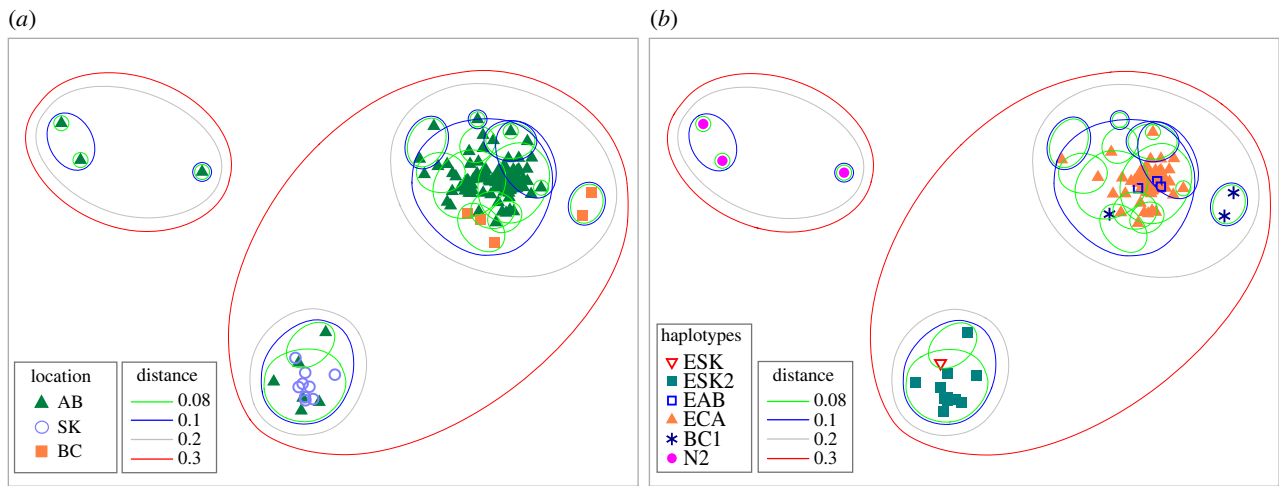 (a)
(b)
location
AB
SK
BC
distance
0.08
0.1
0.2
0.3
haplotypes
ESK
ESK2
EAB
ECA
BC1
N2
distance
0.08
0.1
0.2
0.3